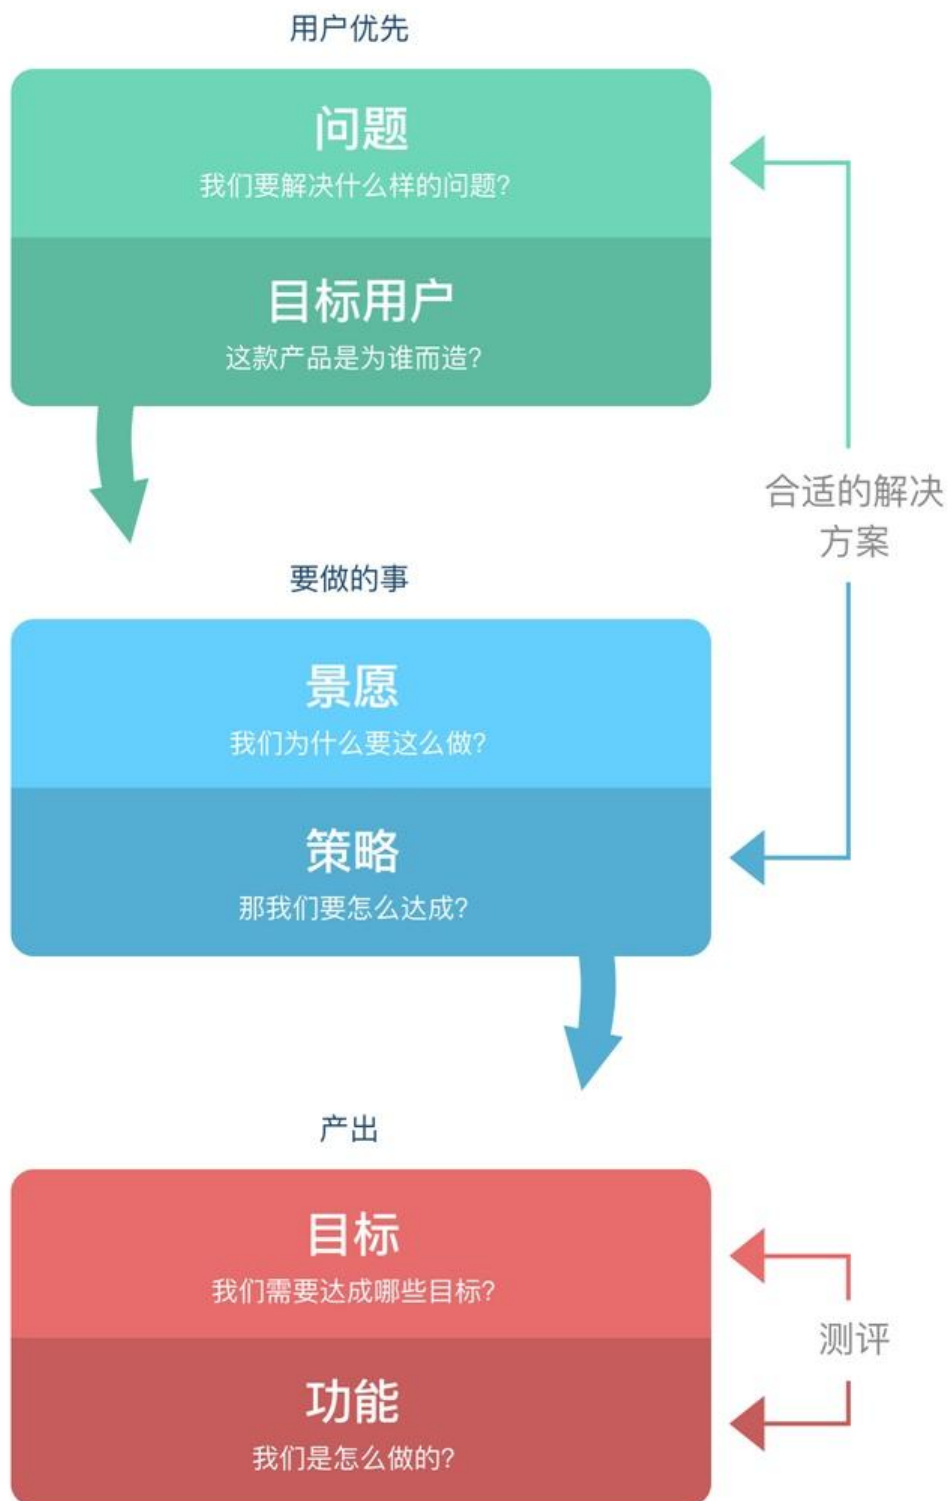 用户优先
问题
我们要解决什么样的问题?
目标用户
这款产品是为谁而造?
合适的解决
方案
要做的事
景愿
我们为什么要这么做?
策略
那我们要怎么达成?
产出
目标
我们需要达成哪些目标?
测评
功能
我们是怎么做的?